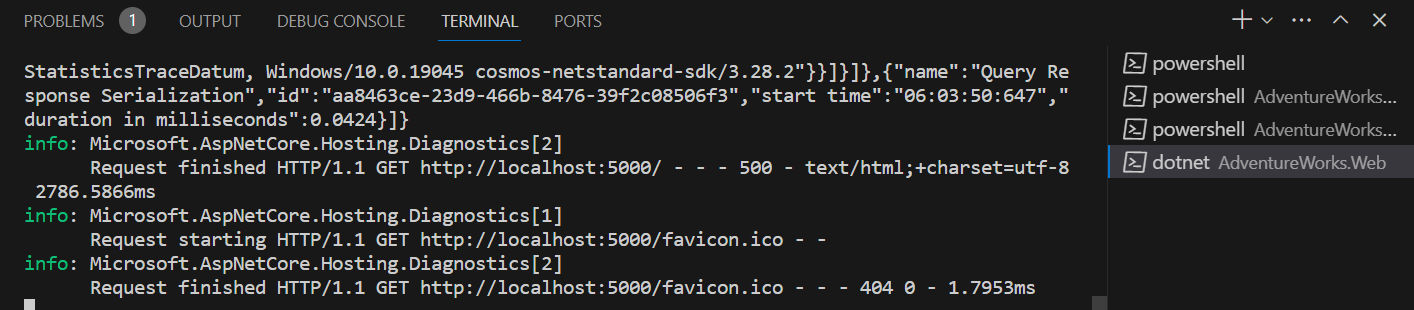 PROBLEMS 1 OUTPUT DEBUG CONSOLE TERMINAL PORTS
StatisticsTraceDatum, Windows/10.0.19045 cosmos-netstandard-sdk/3.28.2"}}]}]},{"name":"Query Re
sponse Serialization","id":"aa8463ce-23d9-466b-8476-39f2c08506f3","start time":"06:03:50:647","
duration in milliseconds":0.0424}]}
info: Microsoft.AspNetCore.Hosting.Diagnostics[2]
Request finished HTTP/1.1 GET http://localhost:5000/ - - - 500 - text/html;+charset=utf-8
2786.5866ms
info: Microsoft.AspNetCore.Hosting.Diagnostics[1]
Request starting HTTP/1.1 GET http://localhost:5000/favicon.ico - -
info: Microsoft.AspNetCore.Hosting.Diagnostics[2]
Request finished HTTP/1.1 GET http://localhost:5000/favicon.ico - - - 404 0 - 1.7953ms
powershell
powershell AdventureWorks...
powershell AdventureWorks...
dotnet AdventureWorks.Web